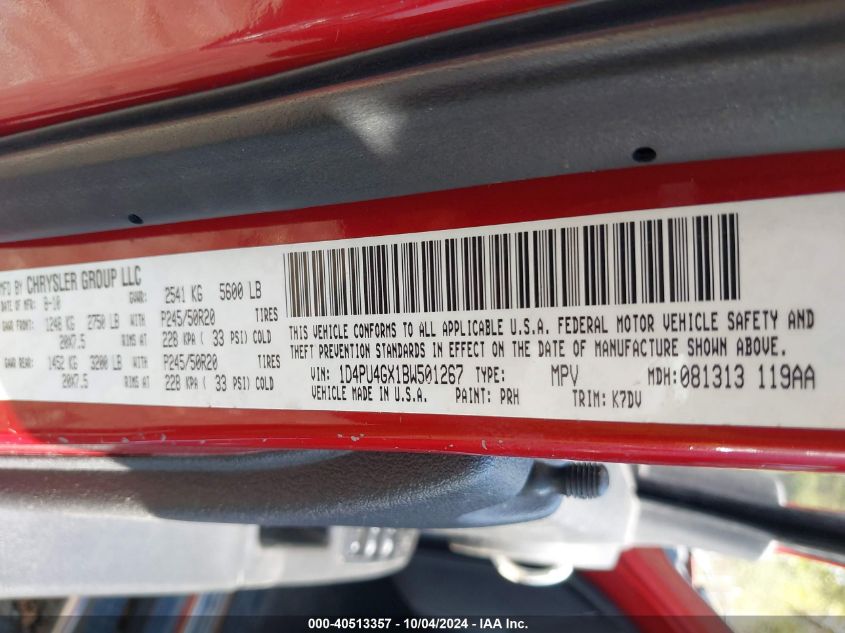 MFD BY CHRYSLER GROUP LLC
DATE OF MFR: 8-10 GVWR: 2541 KG 5600 LB
GAWR FRONT: 1248 KG 2750 LB WITH P245/50R20 TIRES
20X7.5 RIMS AT 228 KPA ( 33 PSI) COLD
GAWR REAR: 1452 KG 3200 LB WITH P245/50R20 TIRES
20X7.5 RIMS AT 228 KPA ( 33 PSI) COLD
THIS VEHICLE CONFORMS TO ALL APPLICABLE U.S.A. FEDERAL MOTOR VEHICLE SAFETY AND
THEFT PREVENTION STANDARDS IN EFFECT ON THE DATE OF MANUFACTURE SHOWN ABOVE.
VIN: 1D4PU4GX1BW501267 TYPE: MPV MDH: 081313 119AA
VEHICLE MADE IN U.S.A. PAINT: PRH TRIM: K7DV
000-40513357 - 10/04/2024 - IAA Inc.